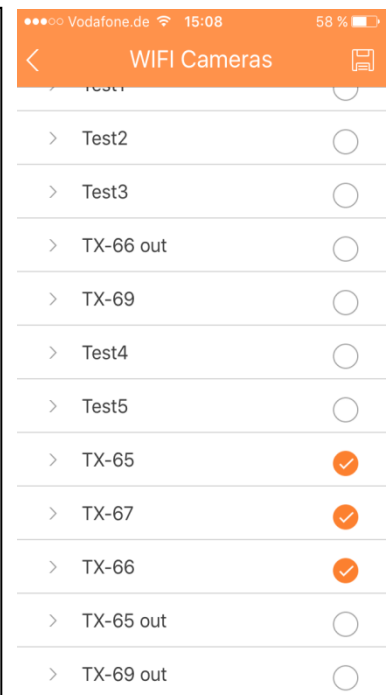 Vodafone.de 15:08 58 %
WIFI Cameras
Test1
Test2
Test3
TX-66 out
TX-69
Test4
Test5
TX-65
TX-67
TX-66
TX-65 out
TX-69 out